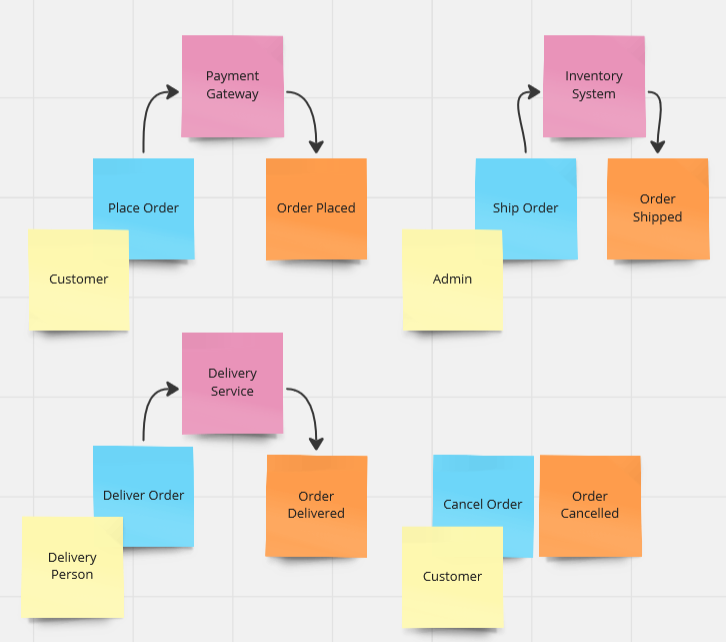 Payment
Gateway
Place Order
Order Placed
Customer
Inventory
System
Ship Order
Order
Shipped
Admin
Delivery
Service
Deliver Order
Order
Delivered
Delivery
Person
Cancel Order
Order
Cancelled
Customer